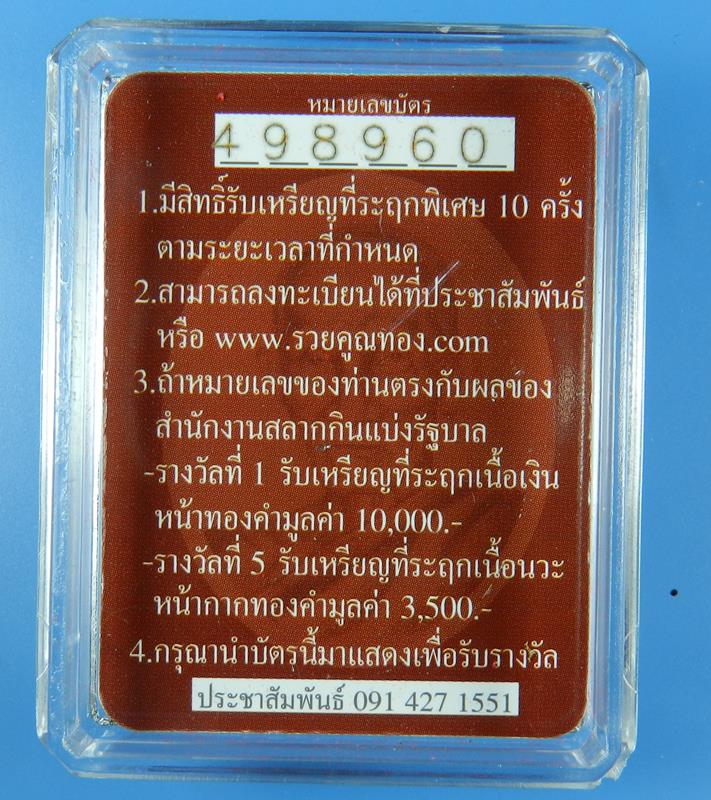 หมายเลขบัตร
498960
1.มีสิทธิ์รับเหรียญที่ระฤกพิเศษ 10 ครั้ง
ตามระยะเวลาที่กำหนด
2.สามารถลงทะเบียนได้ที่ประชาสัมพันธ์
หรือ www.รวยคูณทอง.com
3.ถ้าหมายเลขของท่านตรงกับผลของ
สำนักงานสลากกินแบ่งรัฐบาล
-รางวัลที่ 1 รับเหรียญที่ระฤกเนื้อเงิน
หน้าทองคำมูลค่า 10,000.-
-รางวัลที่ 5 รับเหรียญที่ระฤกเนื้อนวะ
หน้ากากทองคำมูลค่า 3,500.-
4.กรุณานำบัตรนี้มาแสดงเพื่อรับรางวัล
ประชาสัมพันธ์ 091 427 1551